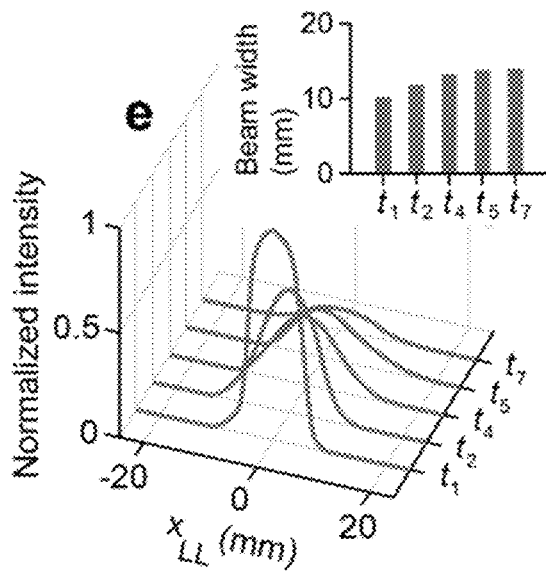 e
Beam width
(mm)
20
10
0
t1 t2 t4 t5 t7
Normalized intensity
1
0.5
0
-20
0
20
xLL (mm)
t7
t5
t4
t2
t1